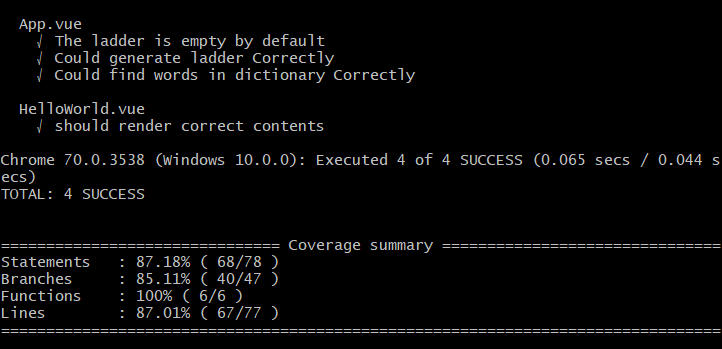 App.vue
√ The ladder is empty by default
√ Could generate ladder Correctly
√ Could find words in dictionary Correctly
HelloWorld.vue
√ should render correct contents
Chrome 70.0.3538 (Windows 10.0.0): Executed 4 of 4 SUCCESS (0.065 secs / 0.044 s
ecs)
TOTAL: 4 SUCCESS
=============================== Coverage summary ===============================
Statements   : 87.18% ( 68/78 )
Branches     : 85.11% ( 40/47 )
Functions    : 100% ( 6/6 )
Lines        : 87.01% ( 67/77 )
================================================================================